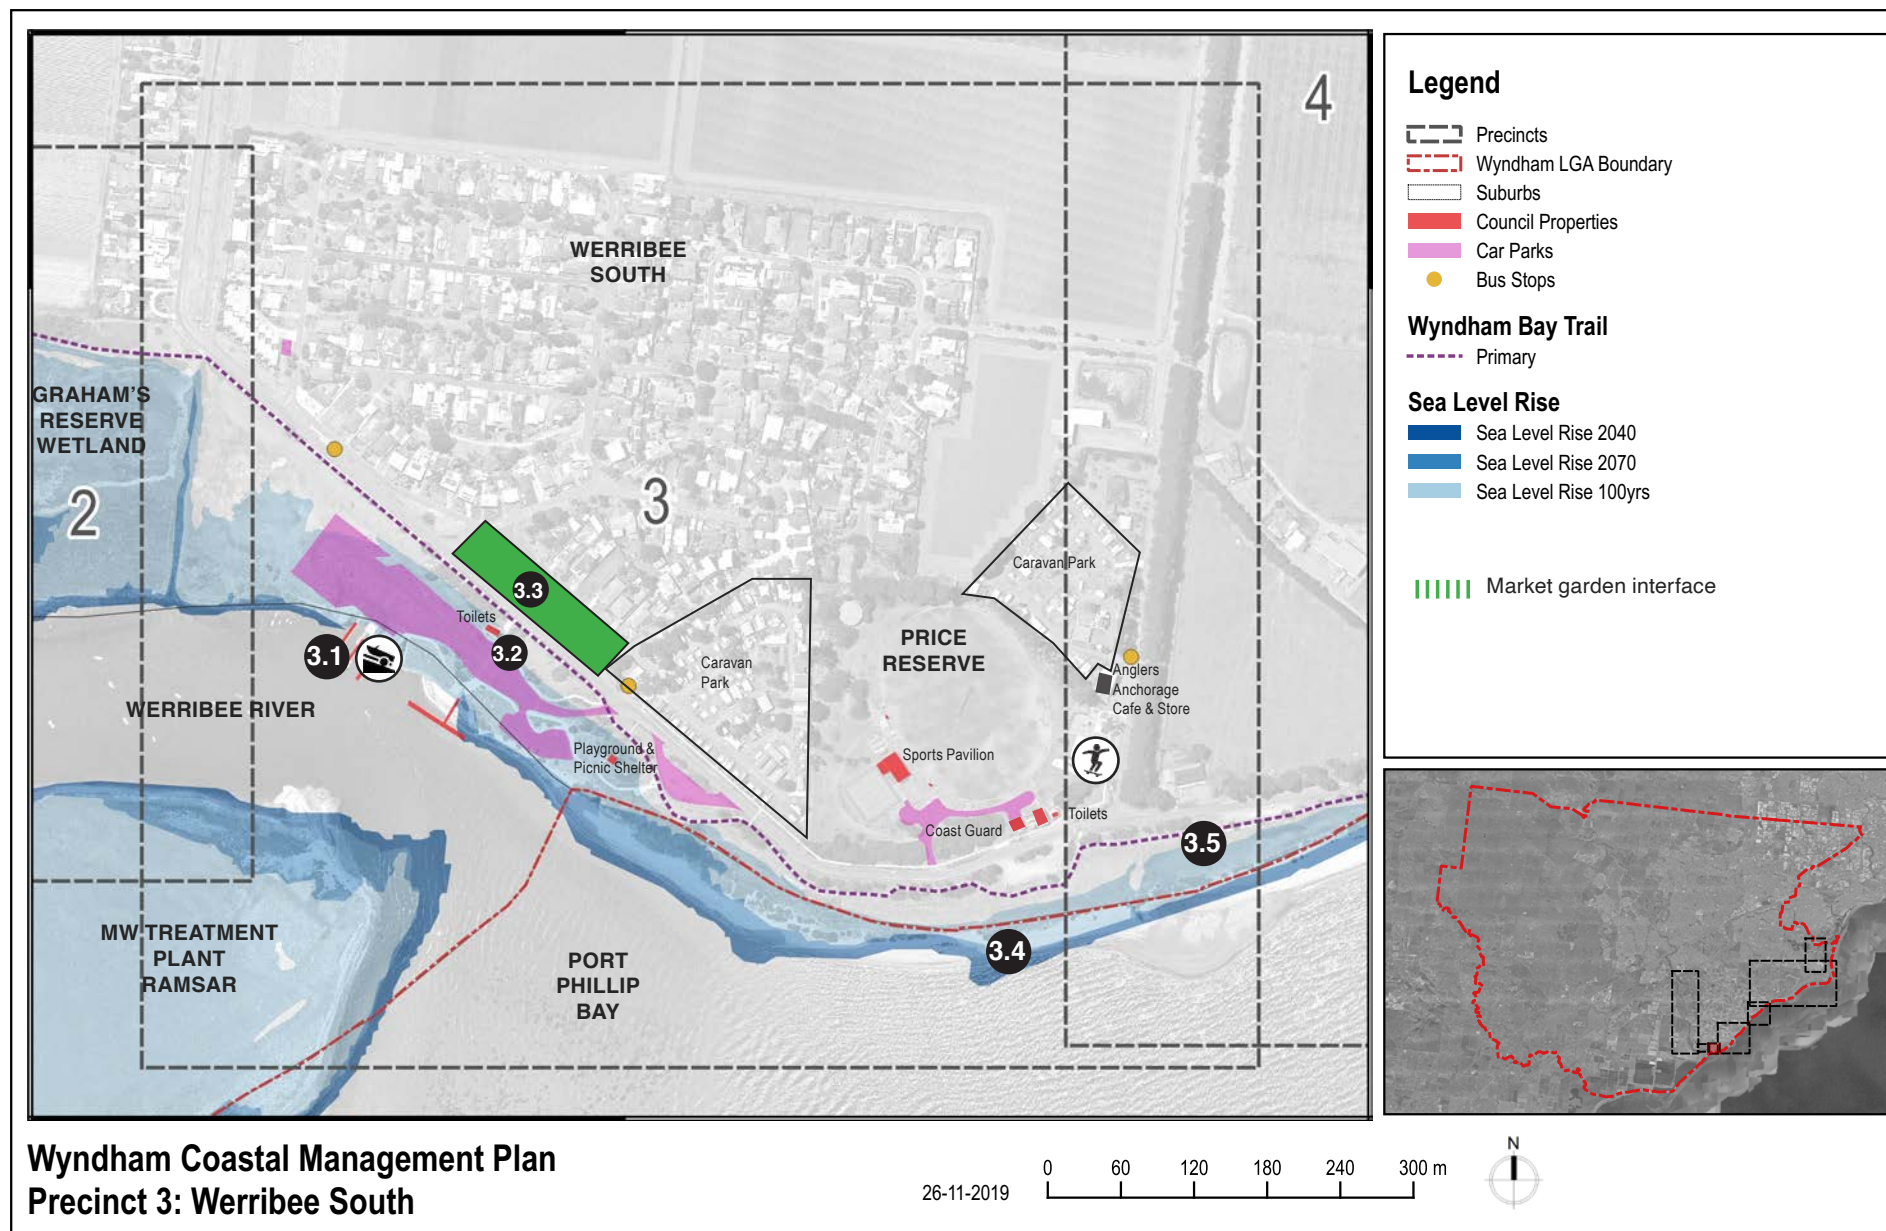 4
WERRIBEE
SOUTH
GRAHAM'S
RESERVE
WETLAND
2
3
Caravan Park
3.3
Toilets
3.2
3.1
PRICE
RESERVE
Caravan
Park
Anglers
Anchorage
Cafe & Store
WERRIBEE RIVER
Playground &
Picnic Shelter
Sports Pavilion
Toilets
Coast Guard
3.5
3.4
MW TREATMENT
PLANT
RAMSAR
PORT
PHILLIP
BAY
Legend
Precincts
Wyndham LGA Boundary
Suburbs
Council Properties
Car Parks
Bus Stops
Wyndham Bay Trail
Primary
Sea Level Rise
Sea Level Rise 2040
Sea Level Rise 2070
Sea Level Rise 100yrs
Market garden interface
Wyndham Coastal Management Plan
Precinct 3: Werribee South
26-11-2019
0 60 120 180 240 300 m
N